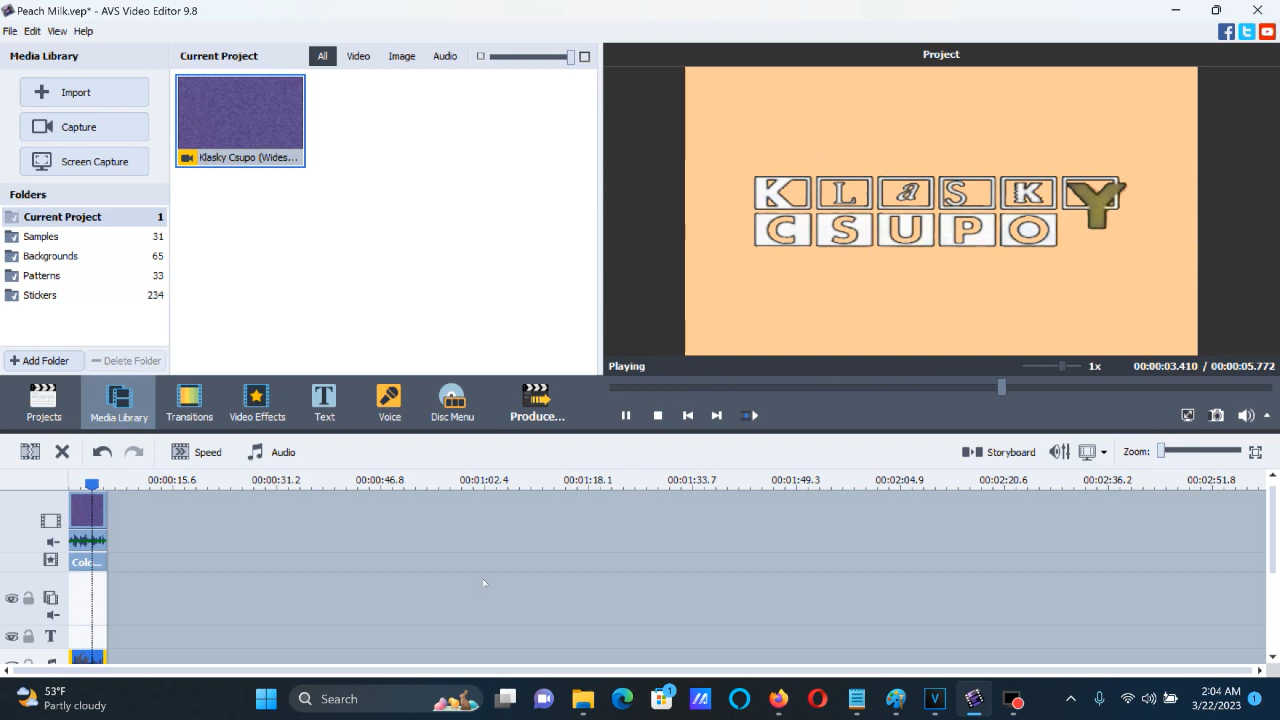 Peach Milk.vep* - AVS Video Editor 9.8
File Edit View Help
Media Library
Import
Capture
Screen Capture
Folders
Current Project 1
Samples 31
Backgrounds 65
Patterns 33
Stickers 234
+ Add Folder
Delete Folder
Current Project All Video Image Audio
Klasky Csupo (Wides...
Project
KLaSKY
CSUPO
Playing 1x 00:00:03.410 / 00:00:05.772
Projects Media Library Transitions Video Effects Text Voice Disc Menu Produce...
Speed Audio Storyboard Zoom:
00:00:15.6 00:00:31.2 00:00:46.8 00:01:02.4 00:01:18.1 00:01:33.7 00:01:49.3 00:02:04.9 00:02:20.6 00:02:36.2 00:02:51.8
Colo...
T
53°F
Partly cloudy
Search
1
2:04 AM
3/22/2023
1